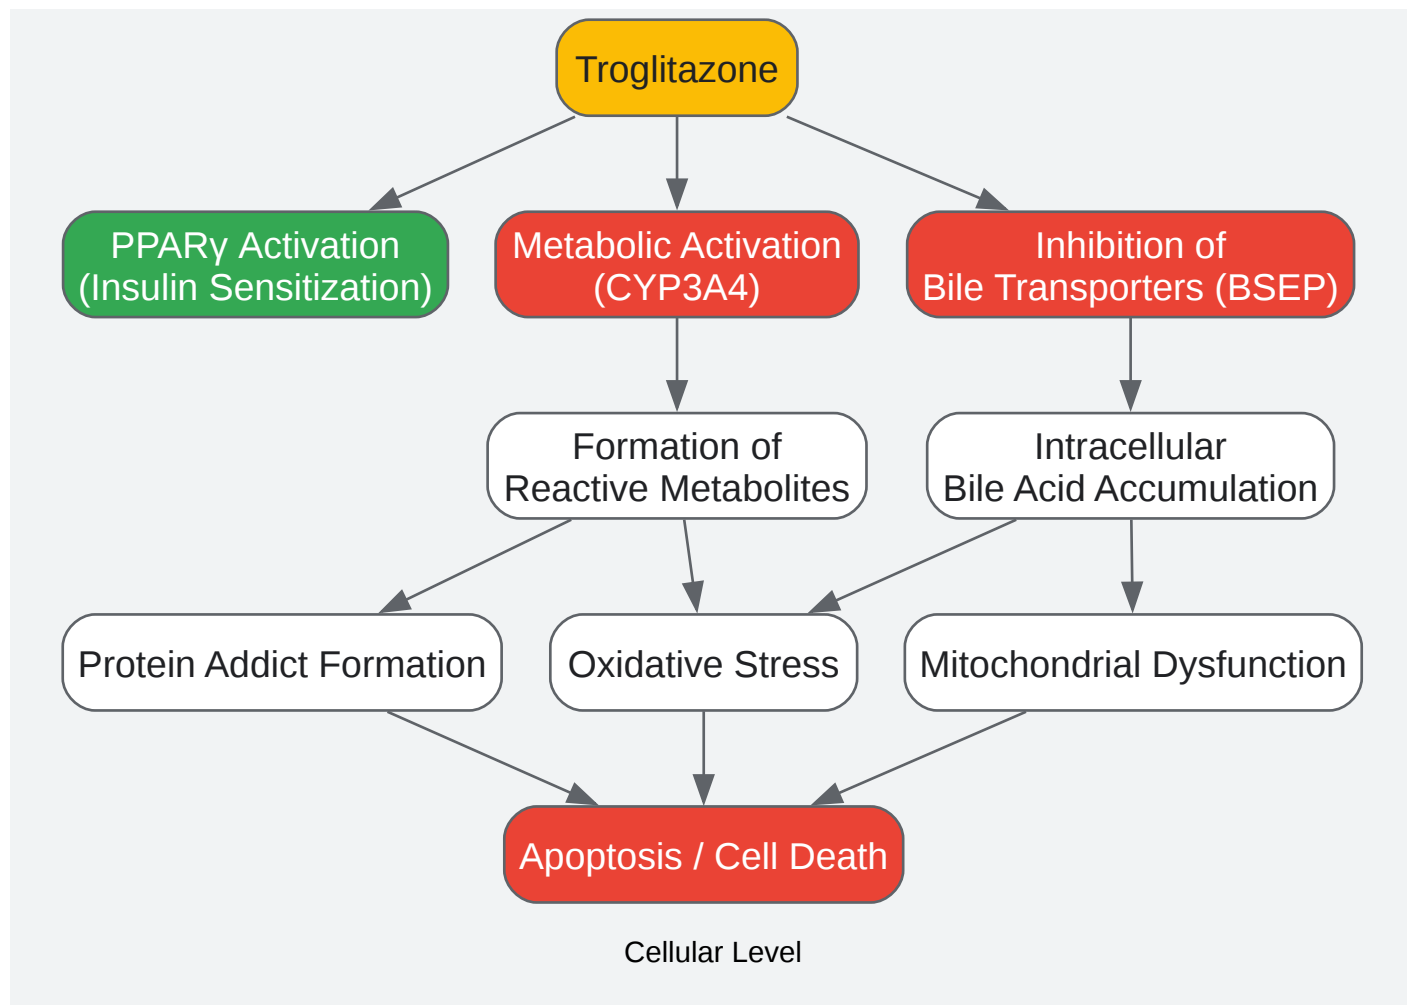 Troglitazone
PPARγ Activation
(Insulin Sensitization)
Metabolic Activation
(CYP3A4)
Inhibition of
Bile Transporters (BSEP)
Formation of
Reactive Metabolites
Intracellular
Bile Acid Accumulation
Protein Addict Formation
Oxidative Stress
Mitochondrial Dysfunction
Apoptosis / Cell Death
Cellular Level